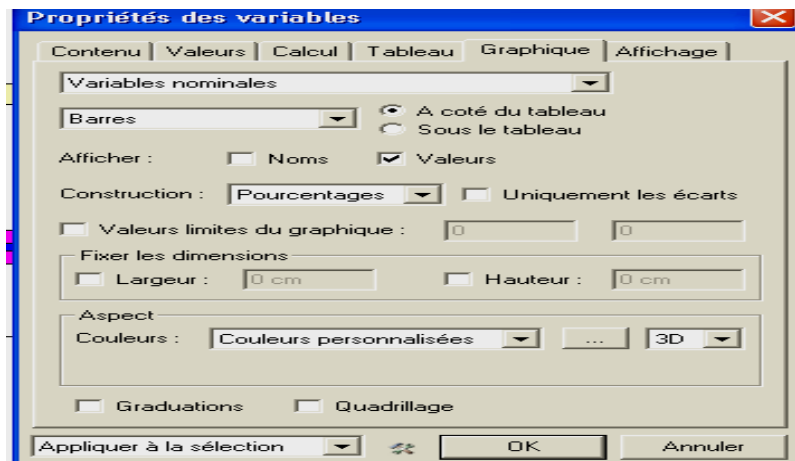 Propriétés des variables
Contenu Valeurs Calcul Tableau Graphique Affichage
Variables nominales
Barres
A coté du tableau
Sous le tableau
Afficher : Noms Valeurs
Construction : Pourcentages Uniquement les écarts
Valeurs limites du graphique : 0 0
Fixer les dimensions
Largeur : 0 cm Hauteur : 0 cm
Aspect
Couleurs : Couleurs personnalisées ... 3D
Graduations Quadrillage
Appliquer à la sélection OK Annuler